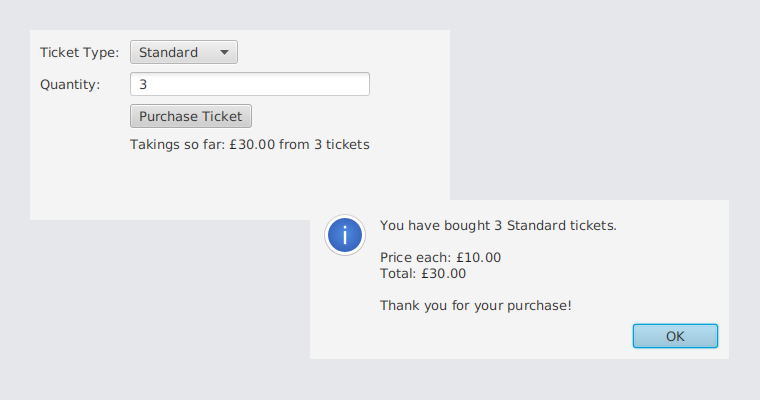 Ticket Type: Standard
Quantity: 3
Purchase Ticket
Takings so far: £30.00 from 3 tickets
You have bought 3 Standard tickets.
Price each: £10.00
Total: £30.00
Thank you for your purchase!
OK